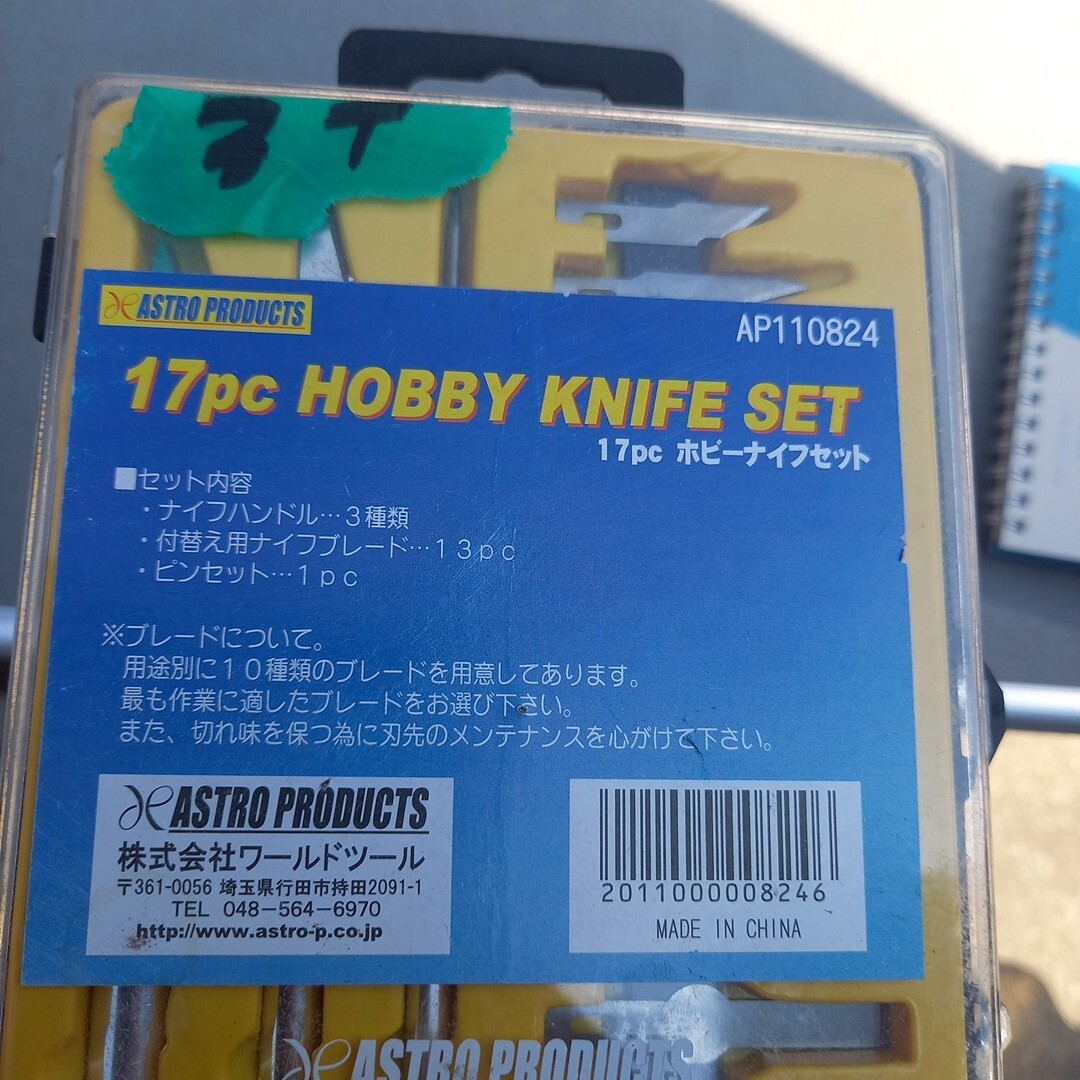 3T
ASTRO PRODUCTS
AP110824
17pc HOBBY KNIFE SET
17pc ホビーナイフセット
■セット内容
・ナイフハンドル…３種類
・付替え用ナイフブレード…１３ｐｃ
・ピンセット…１ｐｃ
※ブレードについて。
用途別に１０種類のブレードを用意してあります。
最も作業に適したブレードをお選び下さい。
また、切れ味を保つ為に刃先のメンテナンスを心がけて下さい。
ASTRO PRODUCTS
株式会社ワールドツール
〒361-0056 埼玉県行田市持田2091-1
TEL 048-564-6970
http://www.astro-p.co.jp
2011000008246
MADE IN CHINA
ASTRO PRODUCTS